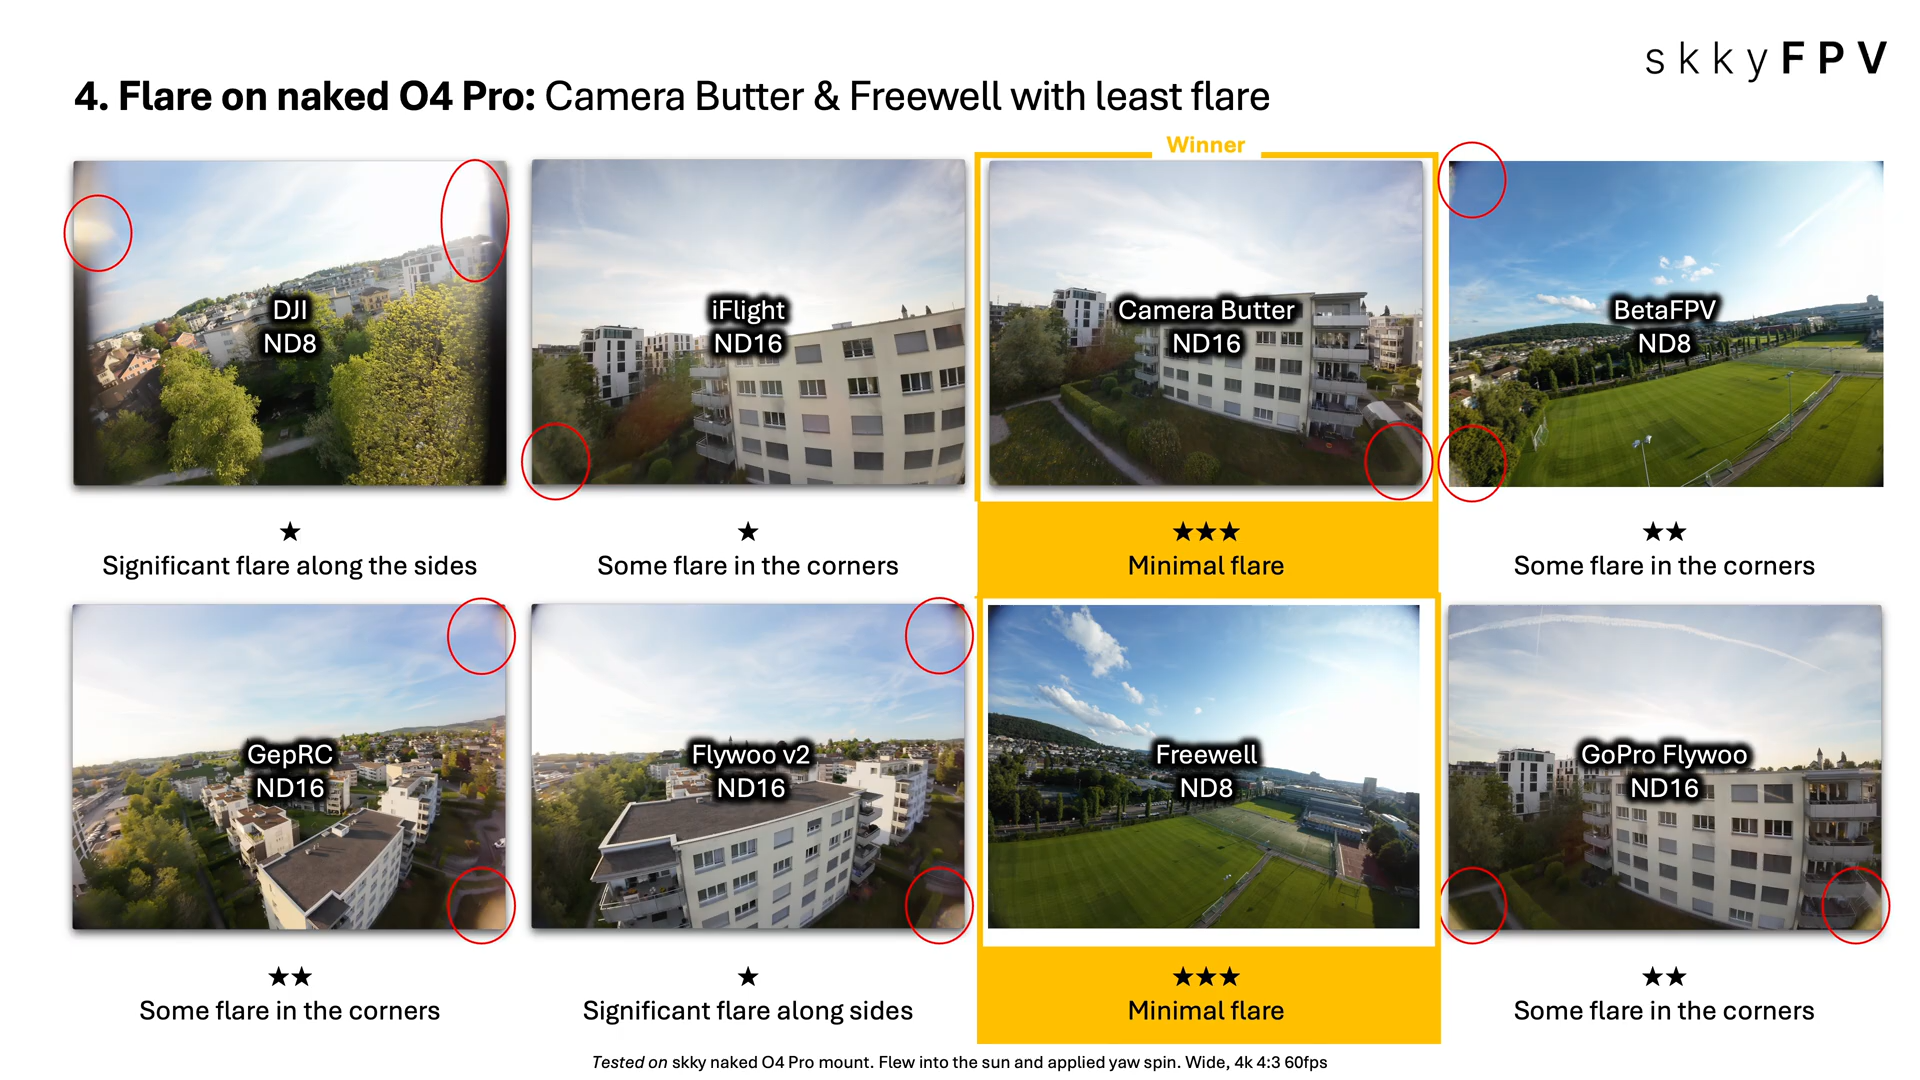 skkyFPV
4. Flare on naked O4 Pro: Camera Butter & Freewell with least flare
Winner
DJI
ND8
iFlight
ND16
Camera Butter
ND16
BetaFPV
ND8
★
Significant flare along the sides
★
Some flare in the corners
★★★
Minimal flare
★★
Some flare in the corners
GepRC
ND16
Flywoo v2
ND16
Freewell
ND8
GoPro Flywoo
ND16
★★
Some flare in the corners
★
Significant flare along sides
★★★
Minimal flare
★★
Some flare in the corners
Tested on skky naked O4 Pro mount. Flew into the sun and applied yaw spin. Wide, 4k 4:3 60fps